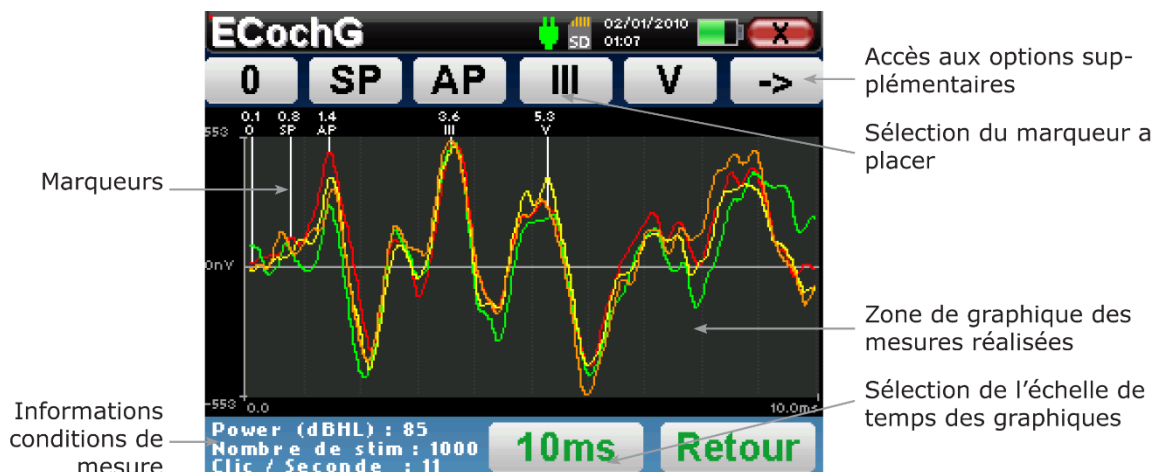 ECochG
SD
02/01/2010
01:07
X
0 SP AP III V ->
0.1 0.8 1.4 3.6 5.3
0 SP AP III V
553
0nV
-553
0.0
10.0ms
Power (dBHL) : 85
Nombre de stim : 1000
Clic / Seconde : 11
10ms
Retour
Marqueurs
Informations
conditions de
mesure
Accès aux options sup-
plémentaires
Sélection du marqueur a
placer
Zone de graphique des
mesures réalisées
Sélection de l'échelle de
temps des graphiques